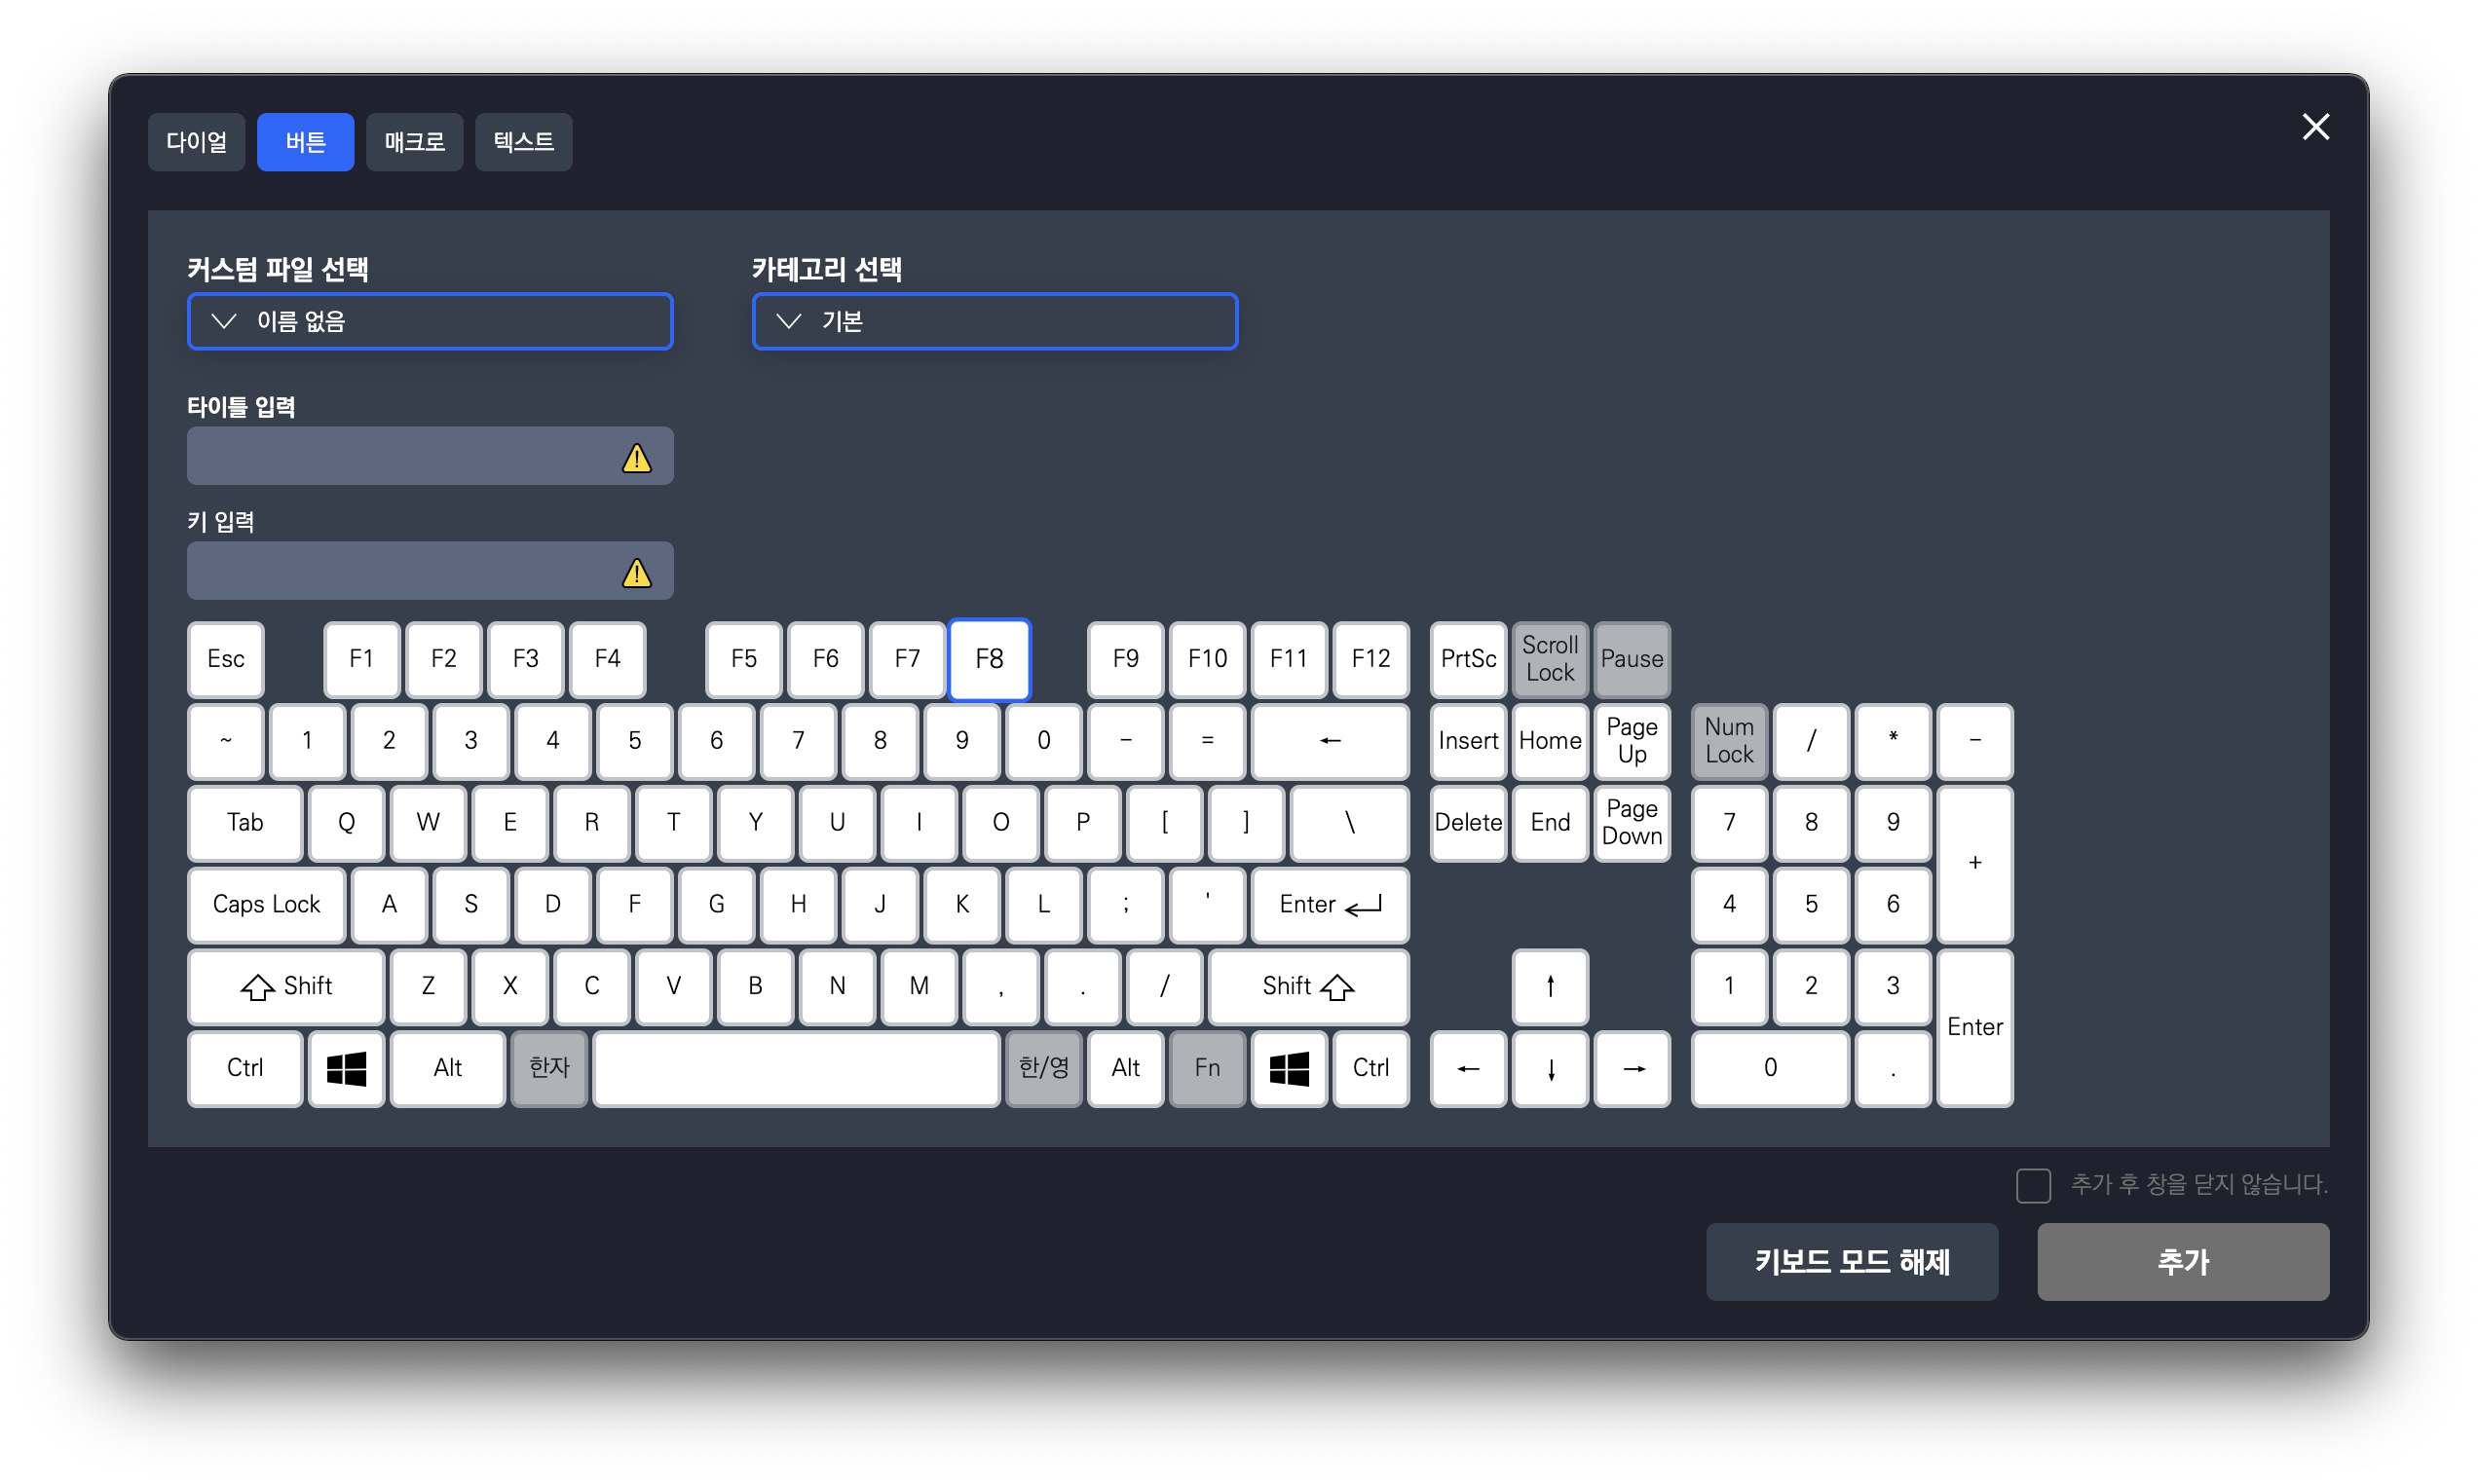 다이얼 버튼 매크로 텍스트
커스텀 파일 선택 카테고리 선택
이름 없음 기본
타이틀 입력
키 입력
Esc F1 F2 F3 F4 F5 F6 F7 F8 F9 F10 F11 F12 PrtSc Scroll Lock Pause
~ 1 2 3 4 5 6 7 8 9 0 - = ← Insert Home Page Up Num Lock / * -
Tab Q W E R T Y U I O P [ ] \ Delete End Page Down 7 8 9 +
Caps Lock A S D F G H J K L ; ' Enter 4 5 6
Shift Z X C V B N M , . / Shift ↑ 1 2 3 Enter
Ctrl Alt 한자 한/영 Alt Fn Ctrl ← ↓ → 0 .
추가 후 창을 닫지 않습니다.
키보드 모드 해제 추가